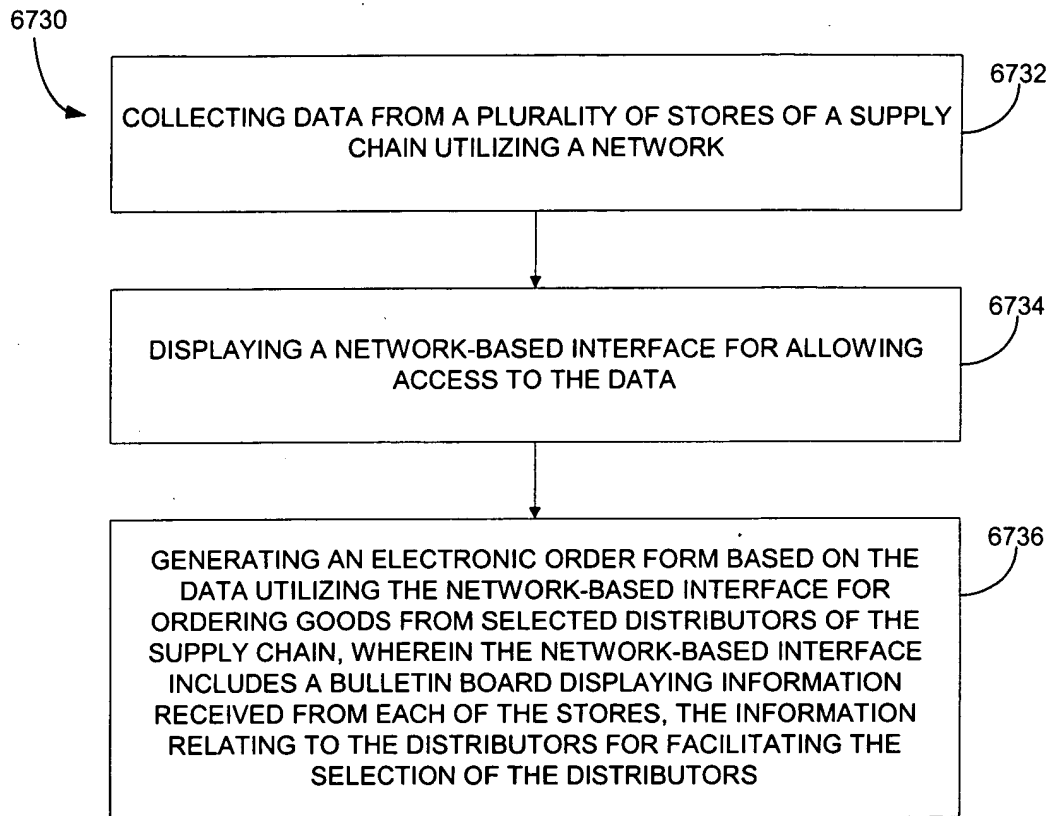 6730
6732
COLLECTING DATA FROM A PLURALITY OF STORES OF A SUPPLY
CHAIN UTILIZING A NETWORK
6734
DISPLAYING A NETWORK-BASED INTERFACE FOR ALLOWING
ACCESS TO THE DATA
6736
GENERATING AN ELECTRONIC ORDER FORM BASED ON THE
DATA UTILIZING THE NETWORK-BASED INTERFACE FOR
ORDERING GOODS FROM SELECTED DISTRIBUTORS OF THE
SUPPLY CHAIN, WHEREIN THE NETWORK-BASED INTERFACE
INCLUDES A BULLETIN BOARD DISPLAYING INFORMATION
RECEIVED FROM EACH OF THE STORES, THE INFORMATION
RELATING TO THE DISTRIBUTORS FOR FACILITATING THE
SELECTION OF THE DISTRIBUTORS